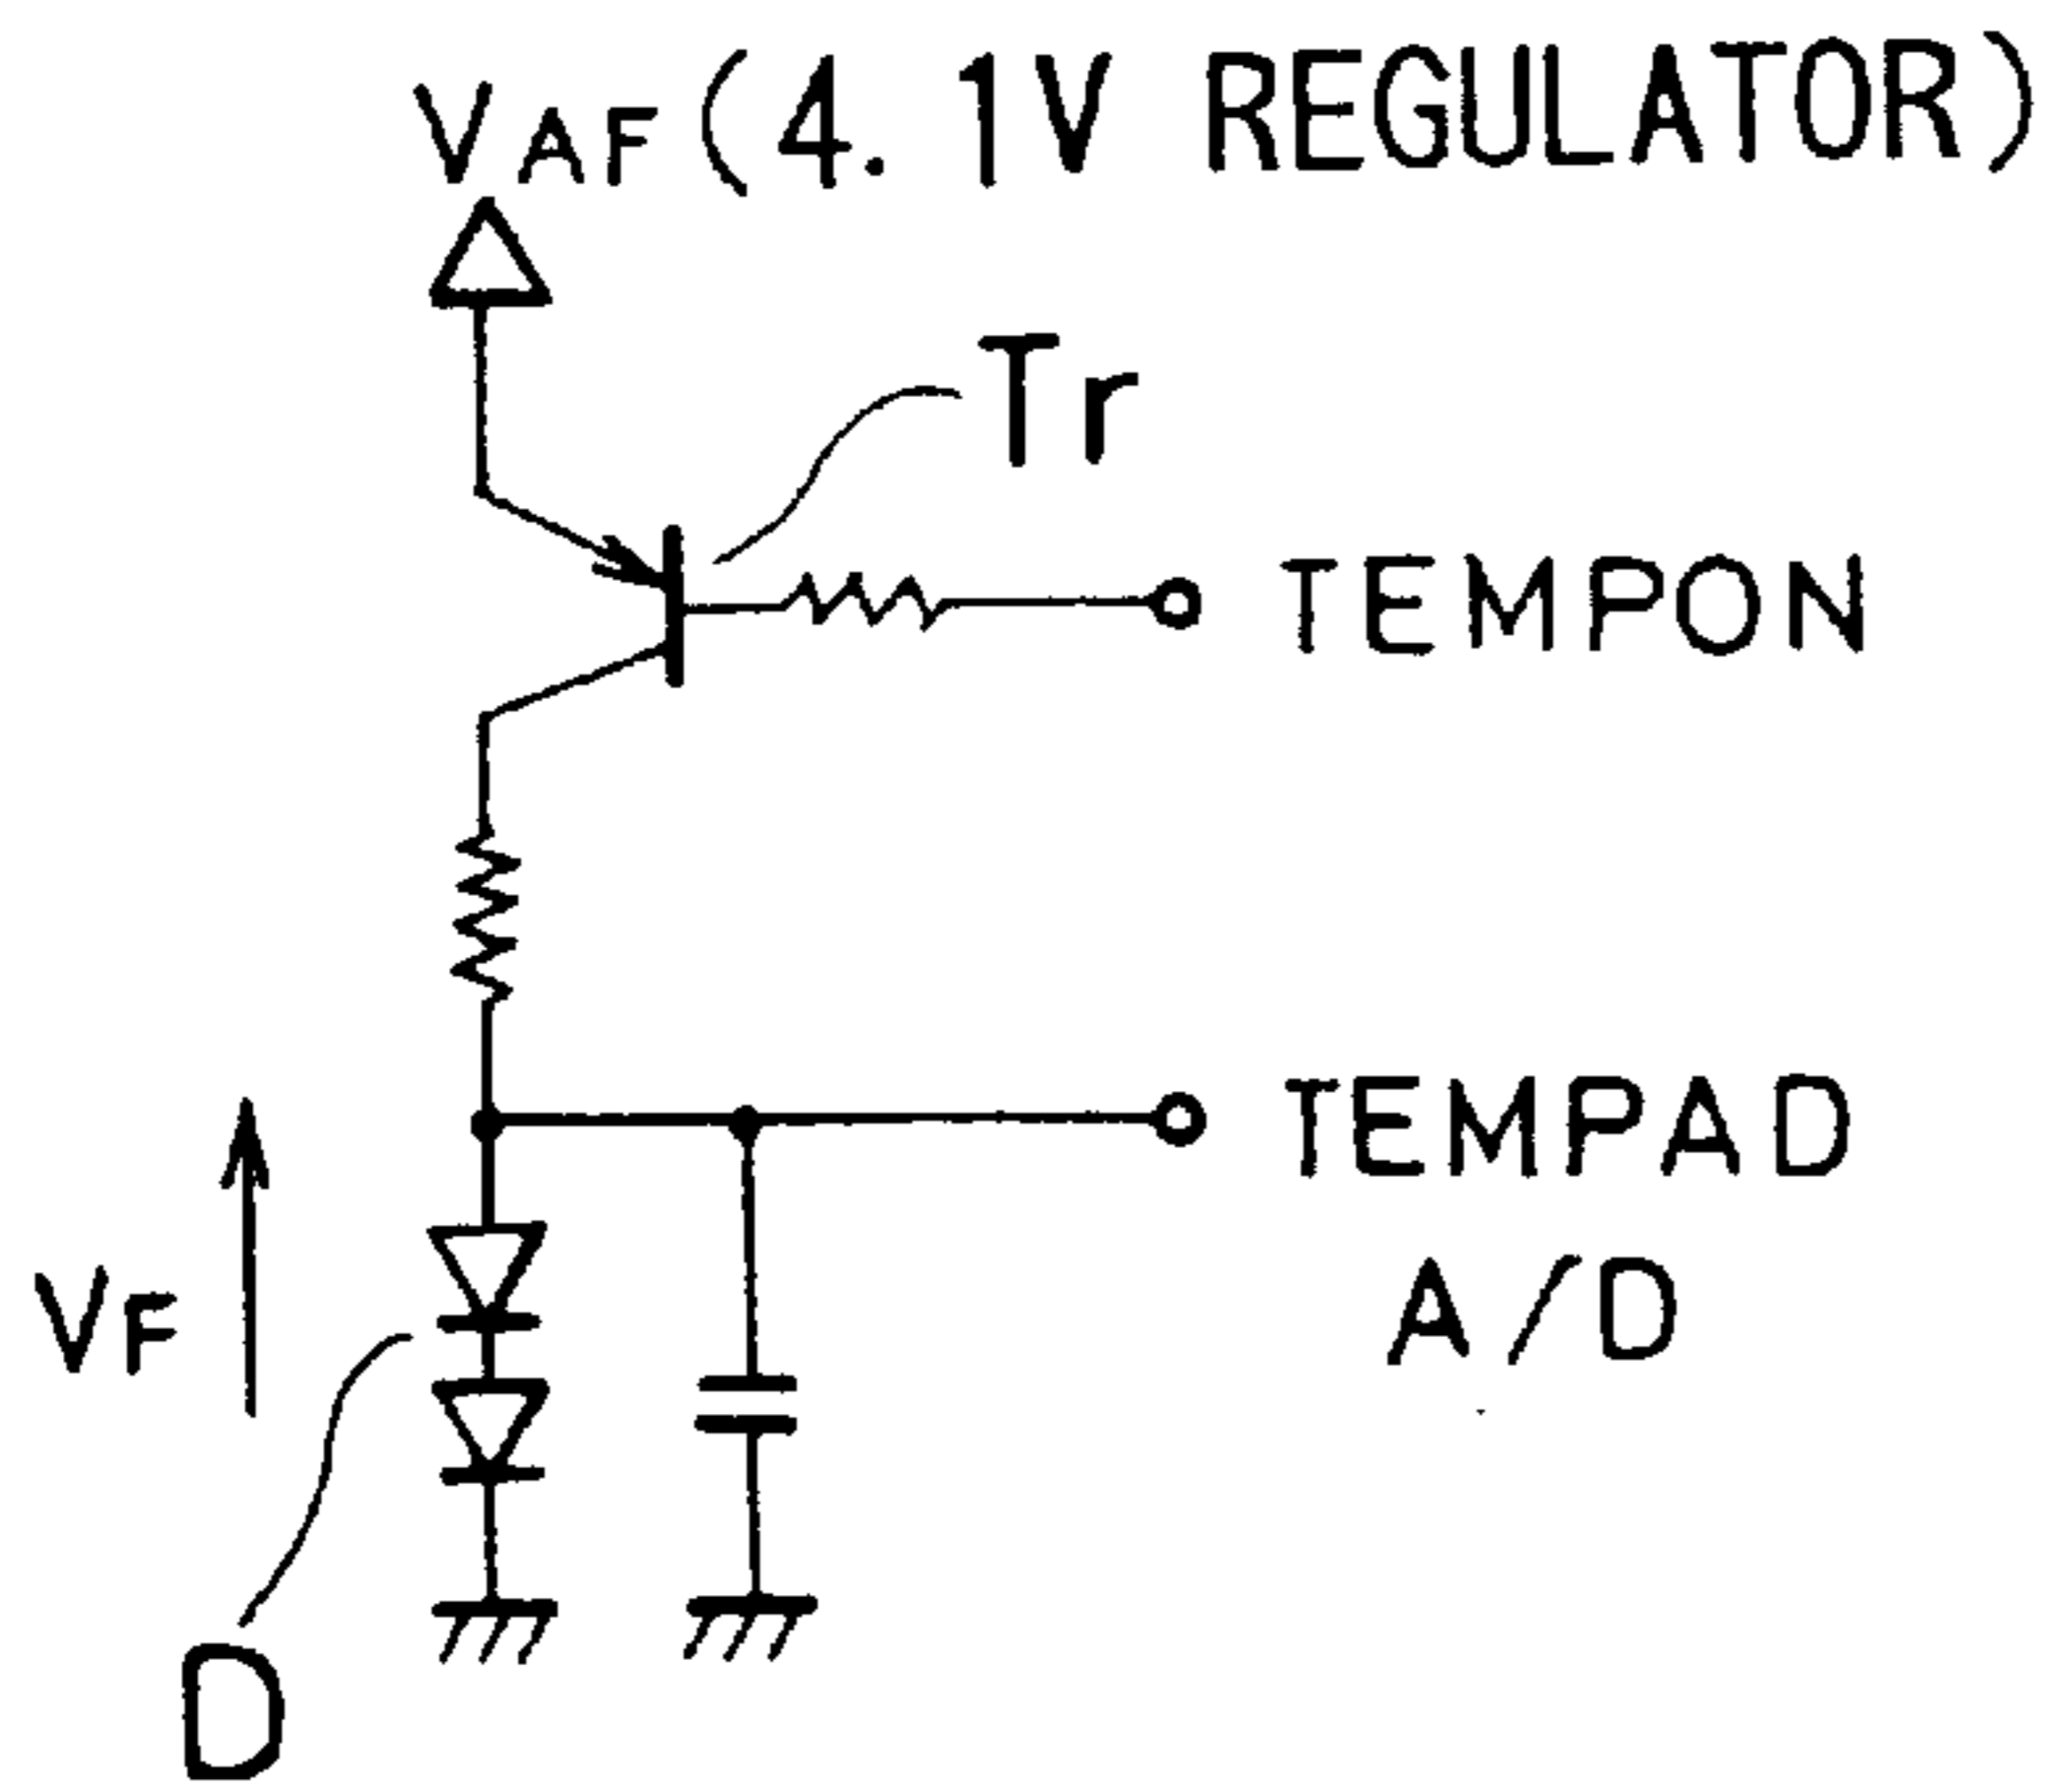 VAF (4.1V REGULATOR)
Tr
TEMPON
TEMPAD
A/D
VF
D